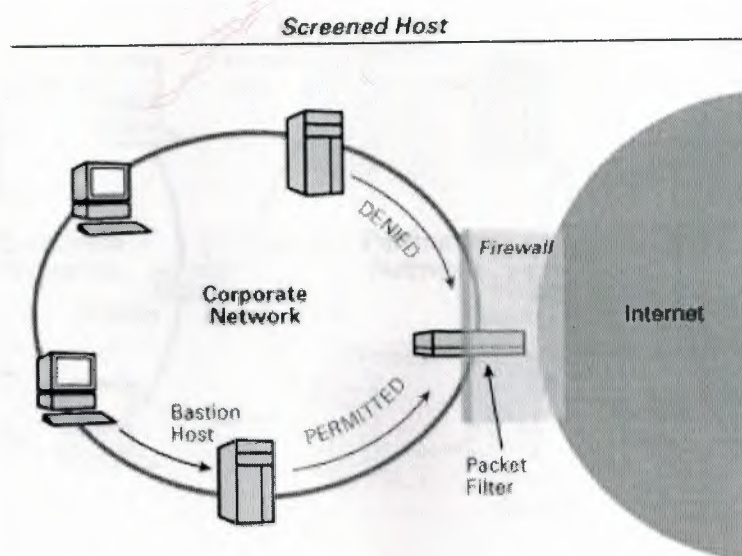 Screened Host
DENIED
Firewall
Corporate
Network
Internet
Bastion
Host
PERMITTED
Packet
Filter